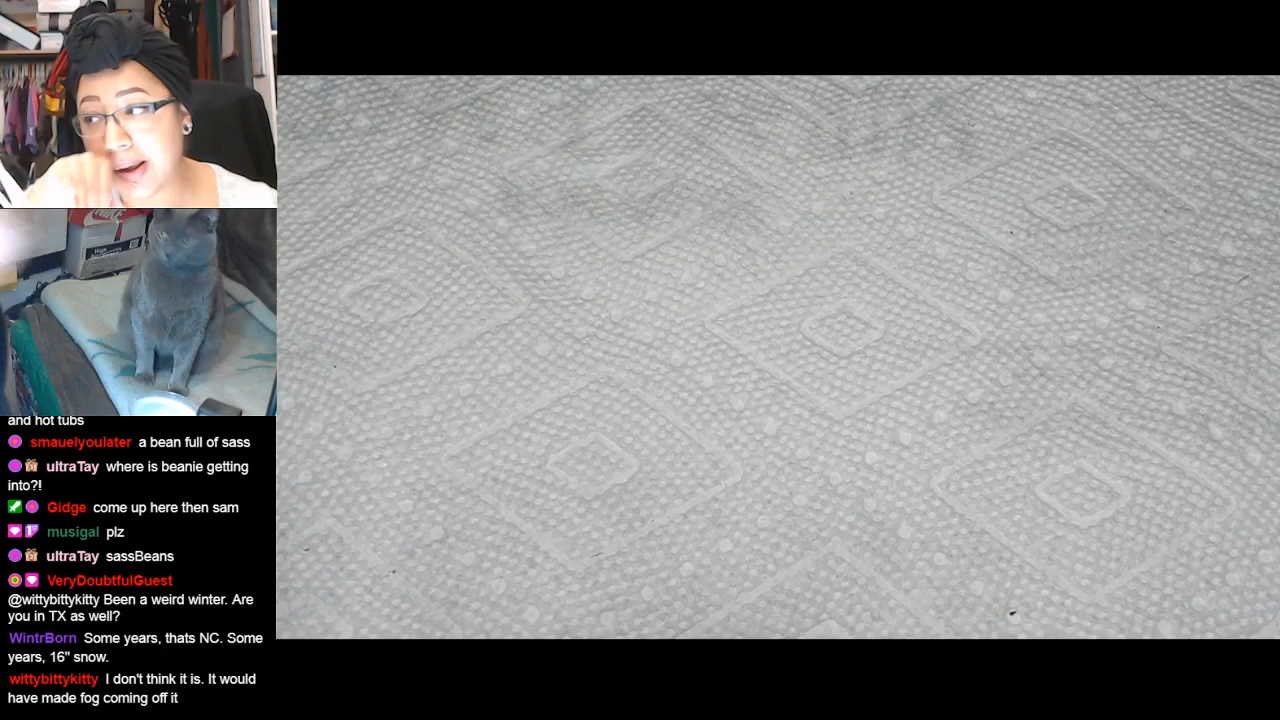 and hot tubs
smauelyoulater a bean full of sass
ultraTay where is beanie getting
into?!
Gidge come up here then sam
musigal plz
ultraTay sassBeans
VeryDoubtfulGuest
@wittybittykitty Been a weird winter. Are
you in TX as well?
WintrBorn Some years, thats NC. Some
years, 16" snow.
wittybittykitty I don't think it is. It would
have made fog coming off it